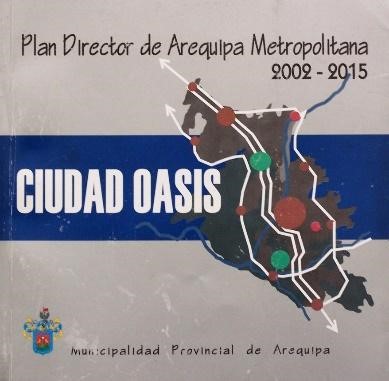 Plan Director de Arequipa Metropolitana
2002 - 2015
CIUDAD OASIS
Municipalidad Provincial de Arequipa